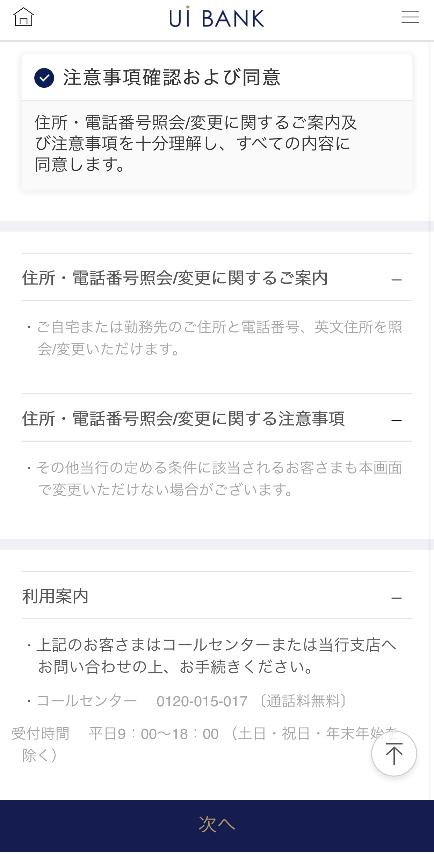 UI BANK
注意事項確認および同意
住所・電話番号照会/変更に関するご案内及
び注意事項を十分理解し、すべての内容に
同意します。
住所・電話番号照会/変更に関するご案内
・ご自宅または勤務先のご住所と電話番号、英文住所を照
会/変更いただけます。
住所・電話番号照会/変更に関する注意事項
・その他当行の定める条件に該当されるお客さまも本画面
で変更いただけない場合がございます。
利用案内
・上記のお客さまはコールセンターまたは当行支店へ
お問い合わせの上、お手続きください。
・コールセンター 0120-015-017 〔通話料無料〕
受付時間 平日9：00〜18：00 （土日・祝日・年末年始を
除く）
次へ